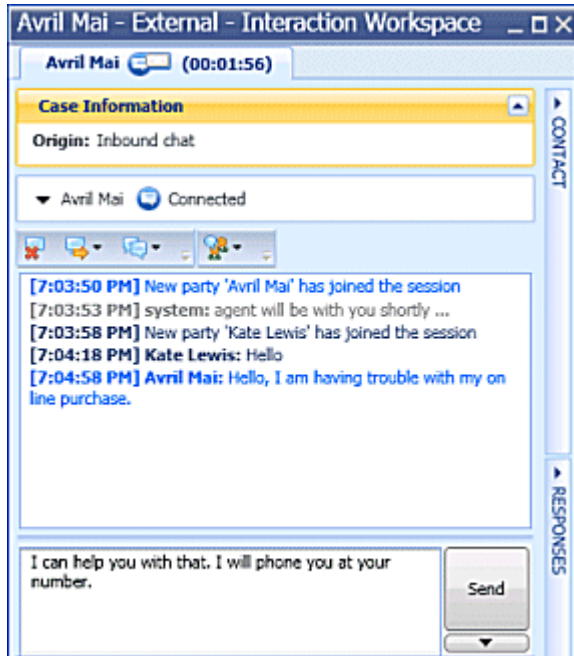 Avril Mai - External - Interaction Workspace
Avril Mai (00:01:56)
Case Information
Origin: Inbound chat
CONTACT
Avril Mai Connected
[7:03:50 PM] New party 'Avril Mai' has joined the session
[7:03:53 PM] system: agent will be with you shortly ...
[7:03:58 PM] New party 'Kate Lewis' has joined the session
[7:04:18 PM] Kate Lewis: Hello
[7:04:58 PM] Avril Mai: Hello, I am having trouble with my on
line purchase.
RESPONSES
I can help you with that. I will phone you at your
number.
Send